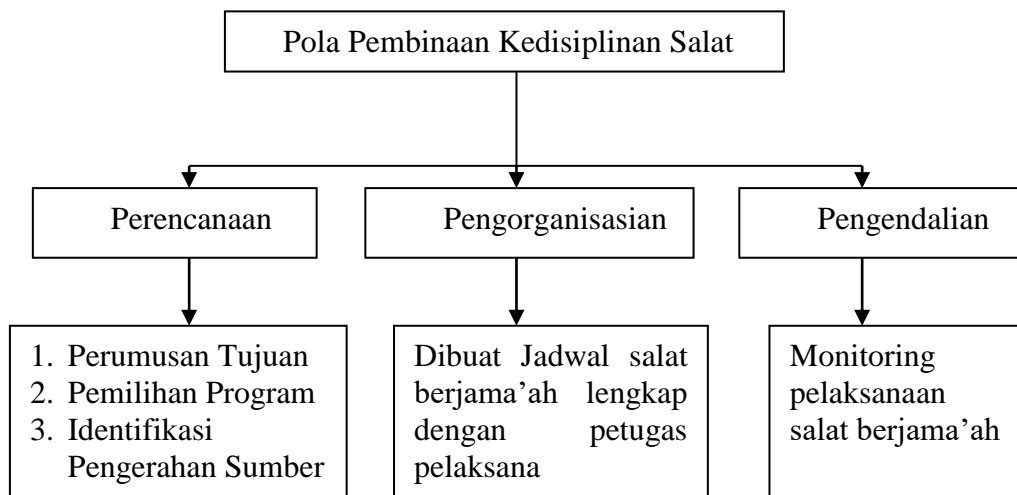 Pola Pembinaan Kedisiplinan Salat
Perencanaan
Pengorganisasian
Pengendalian
1. Perumusan Tujuan
2. Pemilihan Program
3. Identifikasi
Pengerahan Sumber
Dibuat Jadwal salat
berjama’ah lengkap
dengan petugas
pelaksana
Monitoring
pelaksanaan
salat berjama’ah